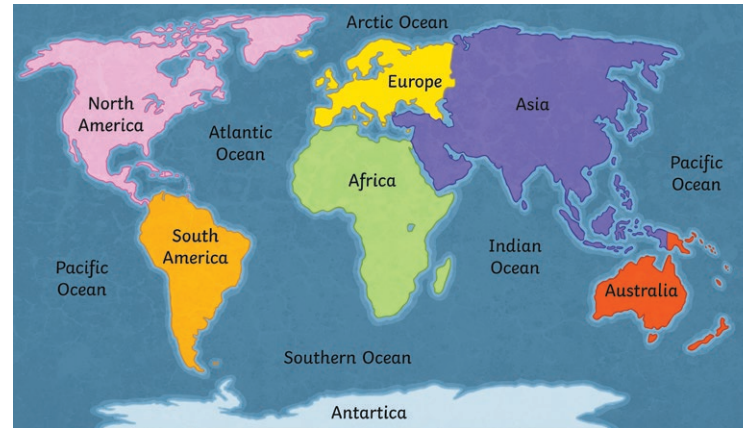 Arctic Ocean
Europe
Asia
North
America
Atlantic
Ocean
Pacific
Ocean
Africa
South
America
Indian
Ocean
Pacific
Ocean
Australia
Southern Ocean
Antartica